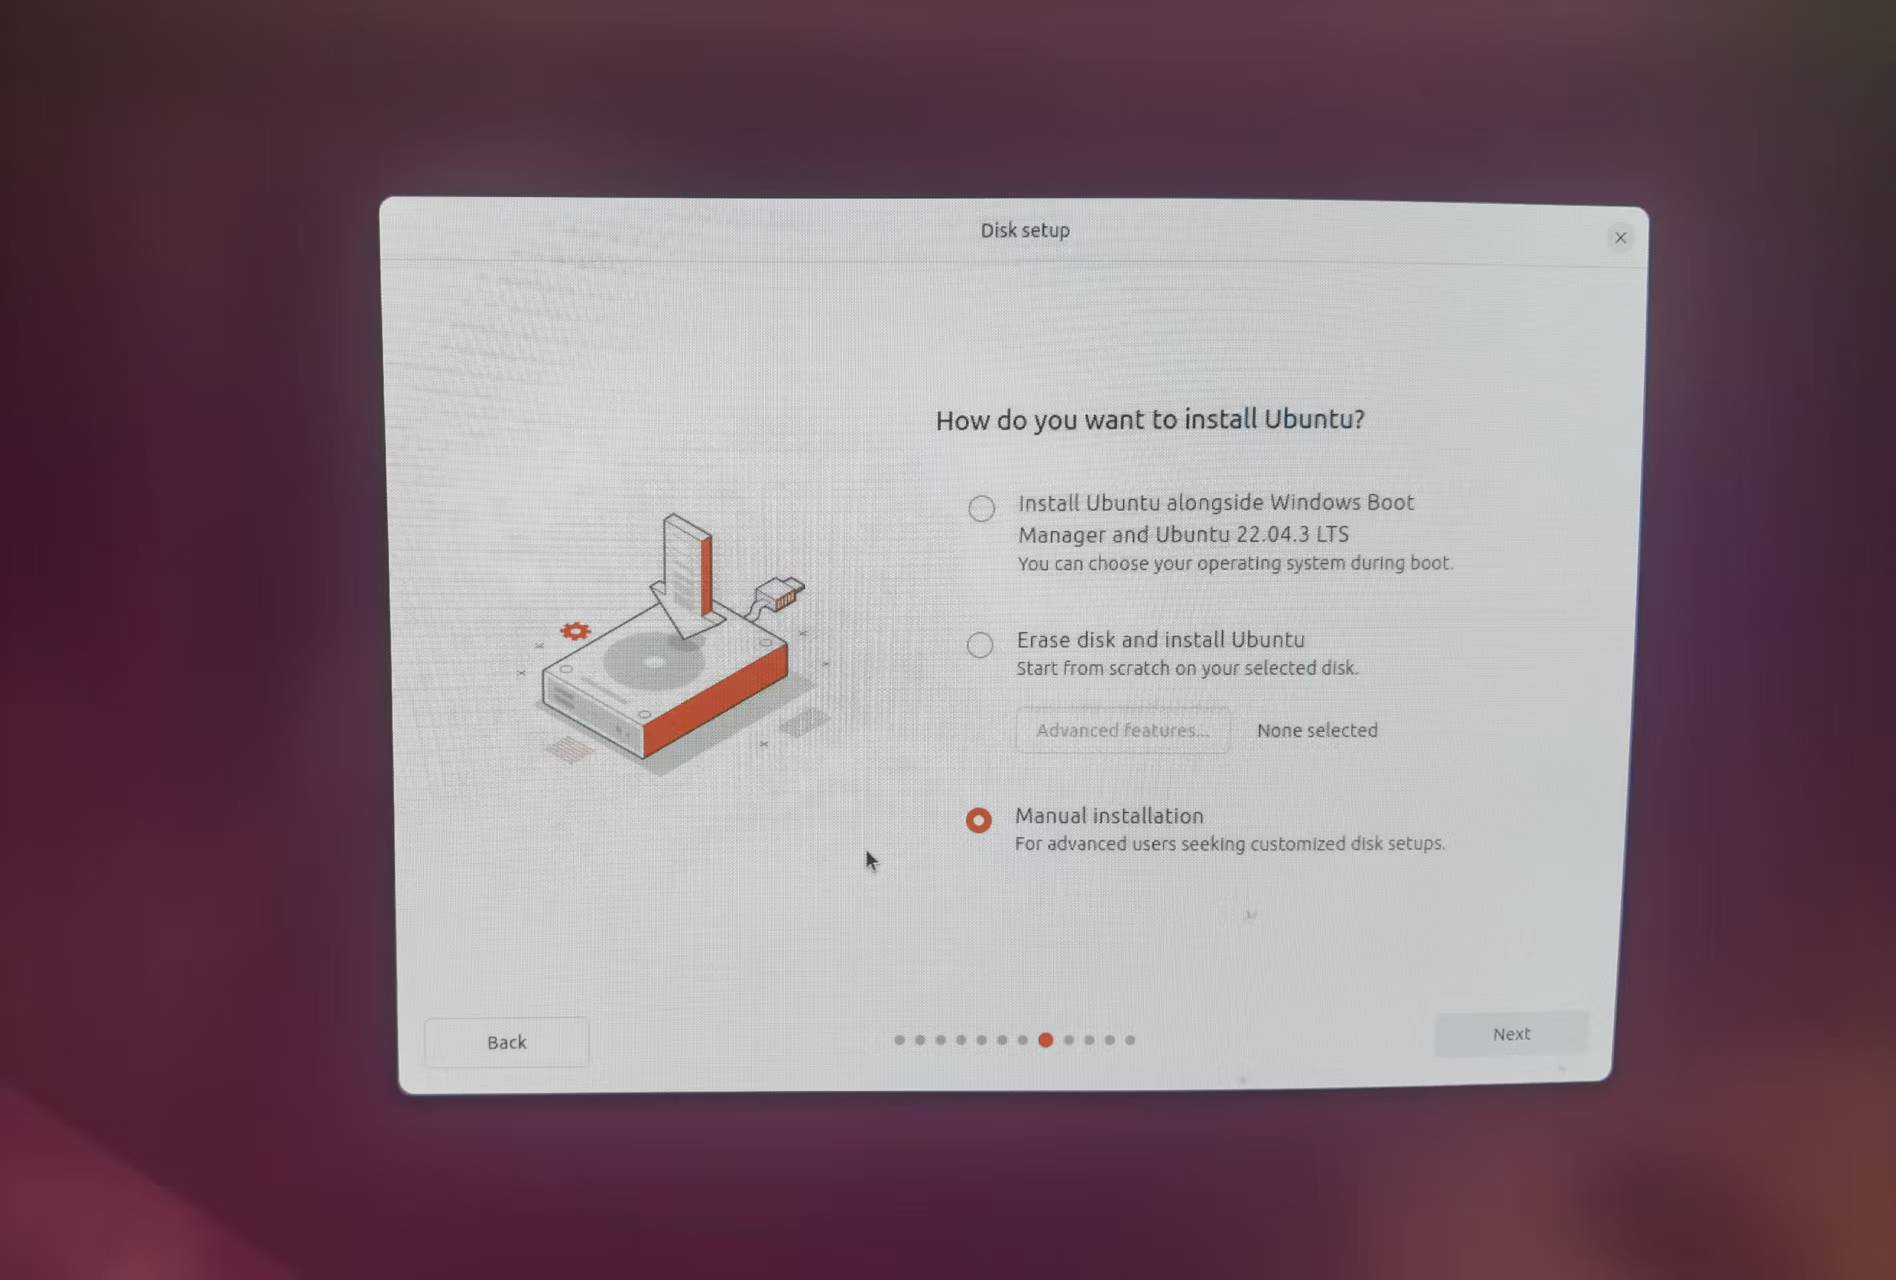 Disk setup
How do you want to install Ubuntu?
Install Ubuntu alongside Windows Boot
Manager and Ubuntu 22.04.3 LTS
You can choose your operating system during boot.
Erase disk and install Ubuntu
Start from scratch on your selected disk.
Advanced features... None selected
Manual installation
For advanced users seeking customized disk setups.
Back
Next